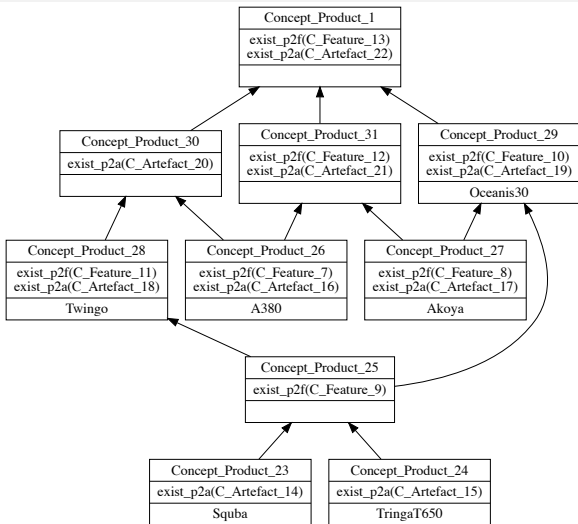 Concept_Product_1
exist_p2f(C_Feature_13)
exist_p2a(C_Artefact_22)
Concept_Product_30
exist_p2a(C_Artefact_20)
Concept_Product_31
exist_p2f(C_Feature_12)
exist_p2a(C_Artefact_21)
Concept_Product_29
exist_p2f(C_Feature_10)
exist_p2a(C_Artefact_19)
Oceanis30
Concept_Product_28
exist_p2f(C_Feature_11)
exist_p2a(C_Artefact_18)
Twingo
Concept_Product_26
exist_p2f(C_Feature_7)
exist_p2a(C_Artefact_16)
A380
Concept_Product_27
exist_p2f(C_Feature_8)
exist_p2a(C_Artefact_17)
Akoya
Concept_Product_25
exist_p2f(C_Feature_9)
Concept_Product_23
exist_p2a(C_Artefact_14)
Squba
Concept_Product_24
exist_p2a(C_Artefact_15)
TringaT650